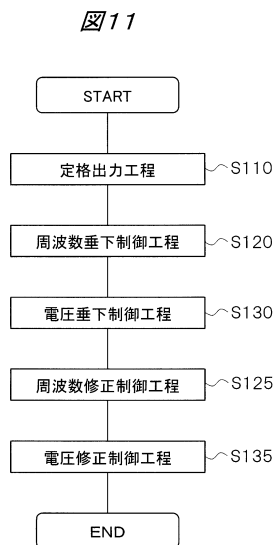 図11
START
定格出力工程
S110
周波数垂下制御工程
S120
電圧垂下制御工程
S130
周波数修正制御工程
S125
電圧修正制御工程
S135
END